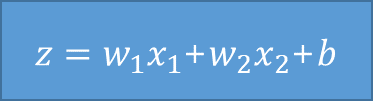 z = w₁x₁+w₂x₂+b